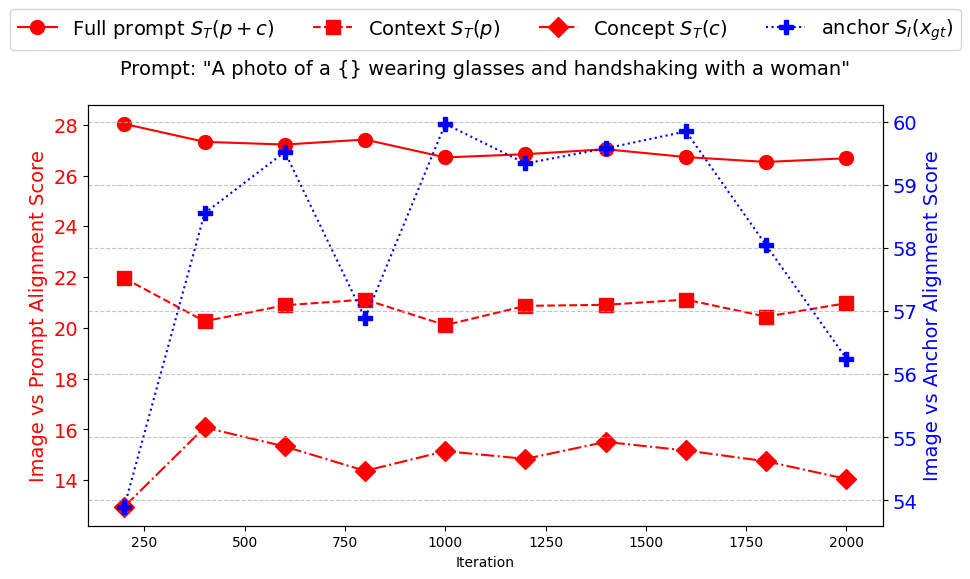 Full prompt $S_T(p+c)$ Context $S_T(p)$ Concept $S_T(c)$ anchor $S_I(x_{gt})$
Prompt: "A photo of a {} wearing glasses and handshaking with a woman"
Image vs Prompt Alignment Score
28
26
24
22
20
18
16
14
60
59
58
57
56
55
54
Image vs Anchor Alignment Score
250 500 750 1000 1250 1500 1750 2000
Iteration